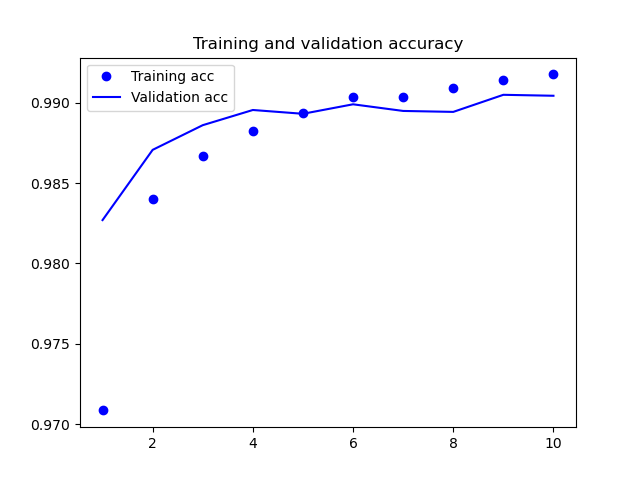 Training and validation accuracy
Training acc
Validation acc
0.990
0.985
0.980
0.975
0.970
2 4 6 8 10